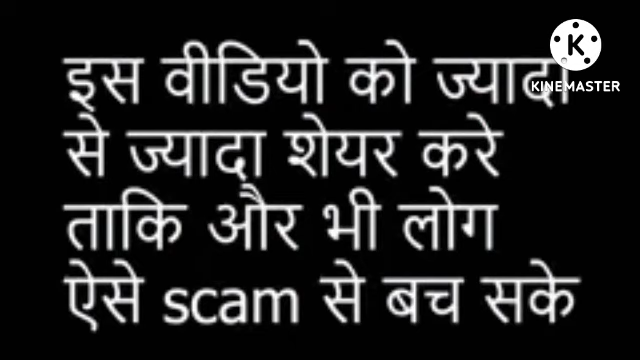 इस वीडियो को ज्यादा
से ज्यादा शेयर करे
ताकि और भी लोग
ऐसे scam से बच सके
K
KINEMASTER